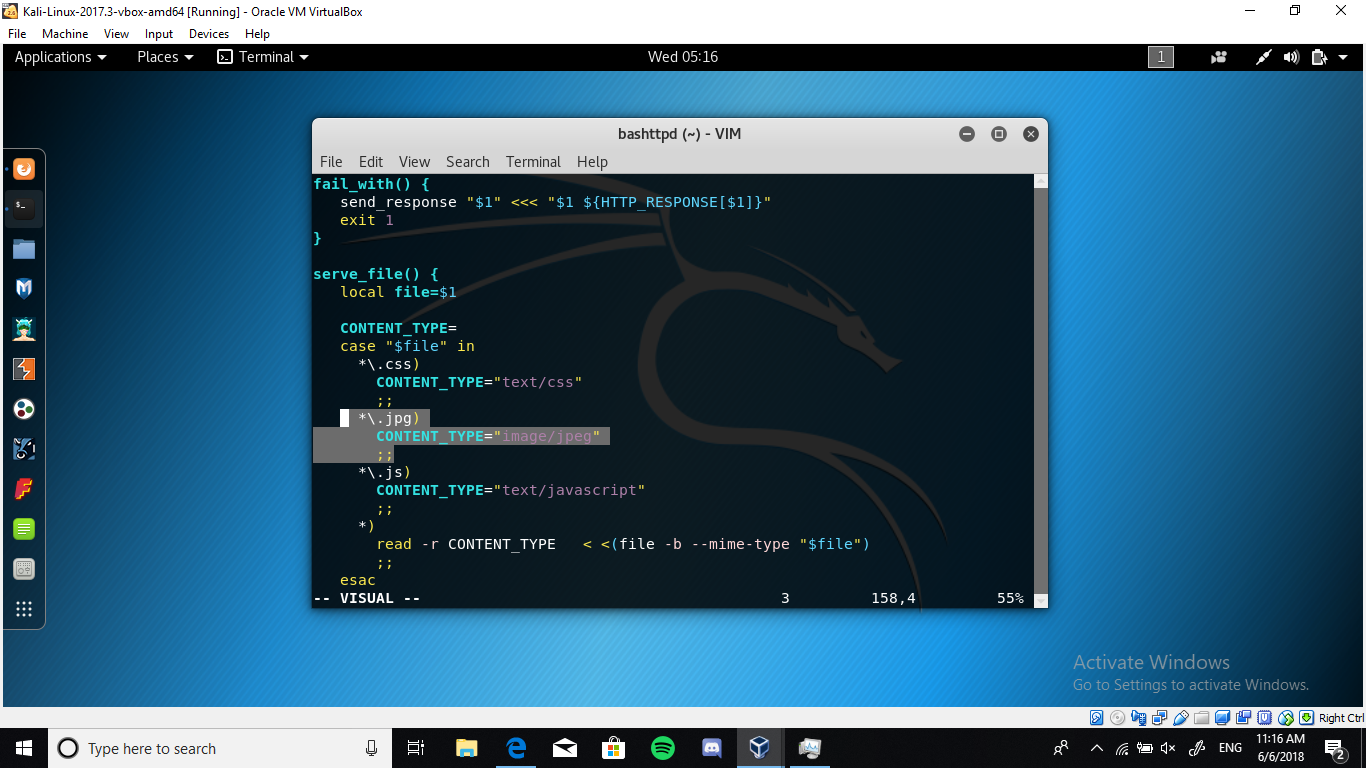 Kali-Linux-2017.3-vbox-amd64 [Running] - Oracle VM VirtualBox
File Machine View Input Devices Help
Applications Places Terminal Wed 05:16 1
bashttpd (~) - VIM
File Edit View Search Terminal Help
fail_with() {
   send_response "$1" <<< "$1 ${HTTP_RESPONSE[$1]}"
   exit 1
}
serve_file() {
   local file=$1
   CONTENT_TYPE=
   case "$file" in
     *\.css)
       CONTENT_TYPE="text/css"
       ;;
     *\.jpg)
       CONTENT_TYPE="image/jpeg"
       ;;
     *\.js)
       CONTENT_TYPE="text/javascript"
       ;;
     *)
       read -r CONTENT_TYPE   < <(file -b --mime-type "$file")
       ;;
   esac
-- VISUAL -- 3 158,4 55%
Activate Windows
Go to Settings to activate Windows.
Right Ctrl
Type here to search
ENG
11:16 AM
6/6/2018
2